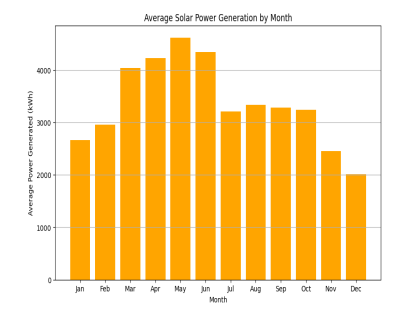 Average Solar Power Generation by Month
Average Power Generated (kWh)
4000
3000
2000
1000
0
Jan Feb Mar Apr May Jun Jul Aug Sep Oct Nov Dec
Month